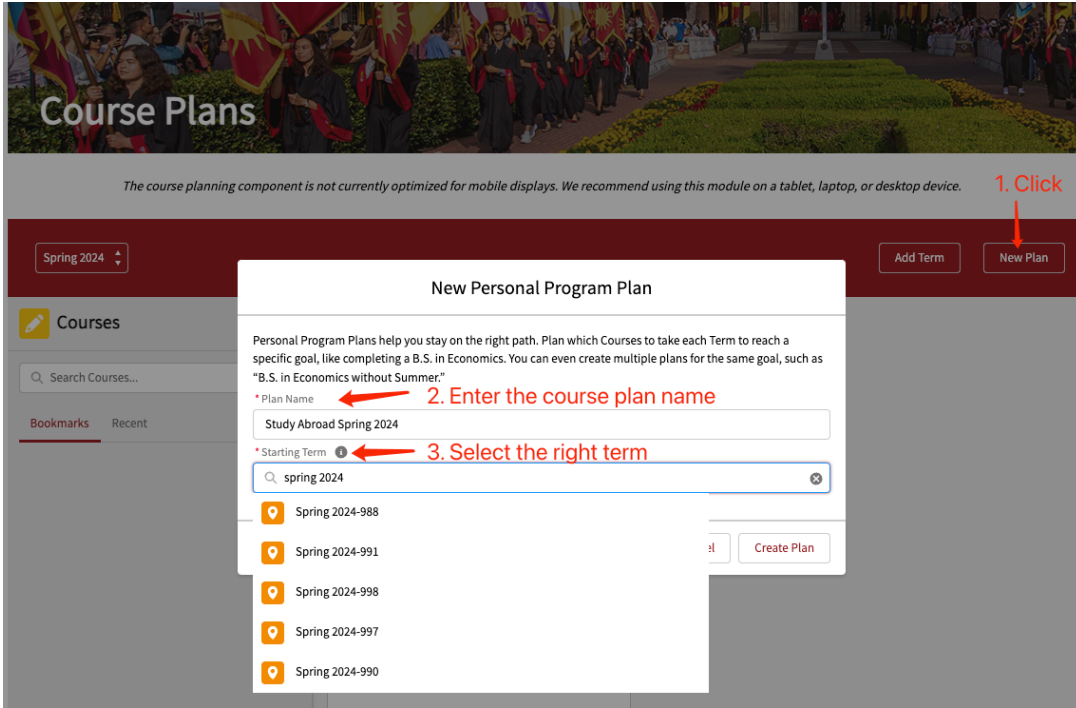 Course Plans
The course planning component is not currently optimized for mobile displays. We recommend using this module on a tablet, laptop, or desktop device.
1. Click
Spring 2024
Add Term
New Plan
New Personal Program Plan
Courses
Personal Program Plans help you stay on the right path. Plan which Courses to take each Term to reach a
specific goal, like completing a B.S. in Economics. You can even create multiple plans for the same goal, such as
“B.S. in Economics without Summer.”
Search Courses...
* Plan Name
2. Enter the course plan name
Bookmarks
Recent
Study Abroad Spring 2024
* Starting Term
3. Select the right term
spring 2024
Spring 2024-988
Spring 2024-991
el
Create Plan
Spring 2024-998
Spring 2024-997
Spring 2024-990